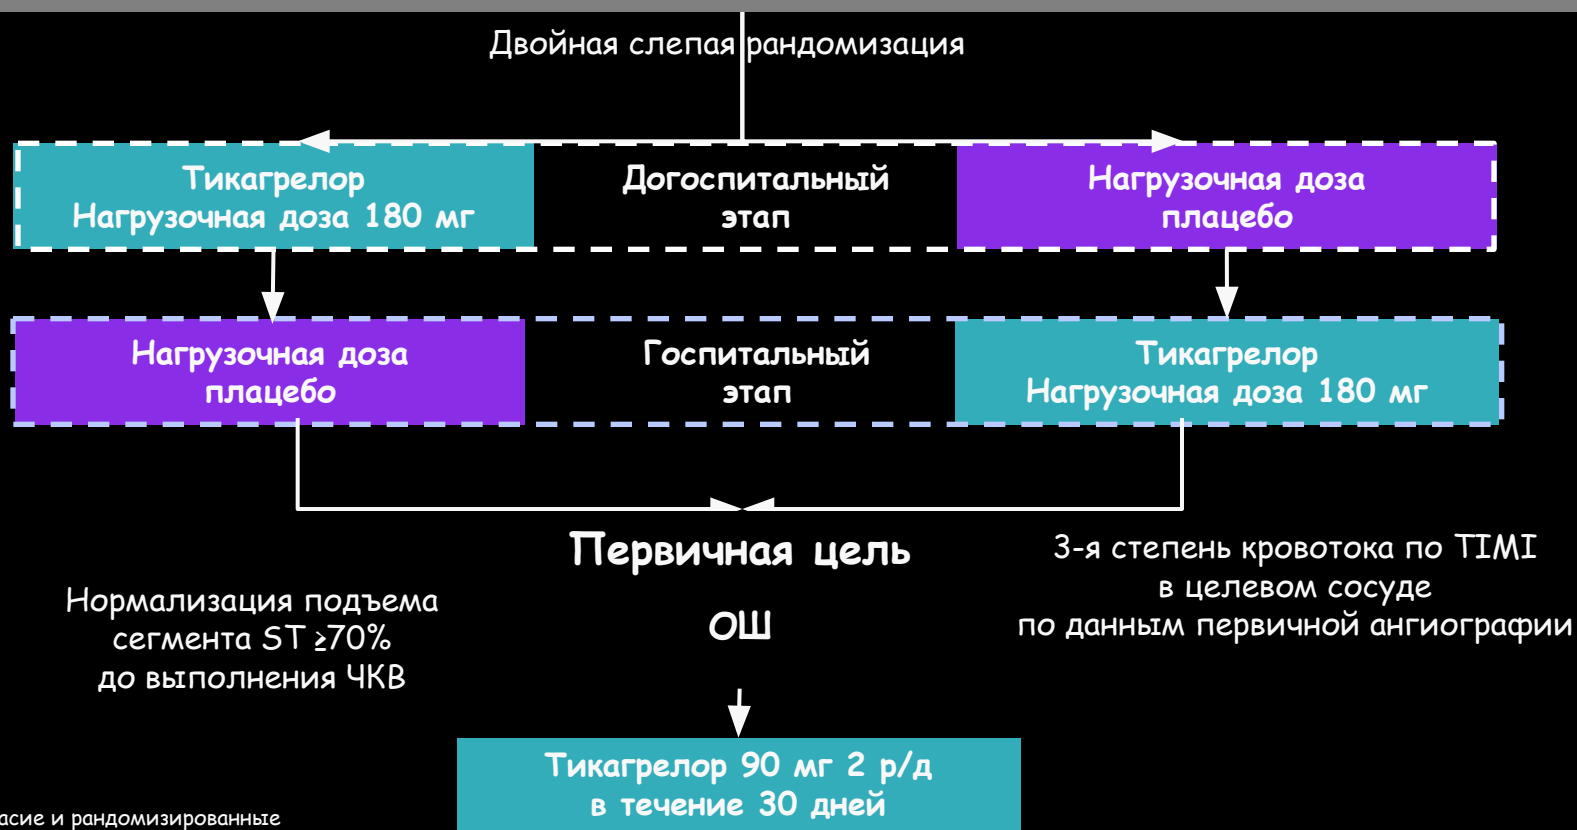 Двойная слепая рандомизация
Тикагрелор
Нагрузочная доза 180 мг
Догоспитальный
этап
Нагрузочная доза
плацебо
Нагрузочная доза
плацебо
Госпитальный
этап
Тикагрелор
Нагрузочная доза 180 мг
Первичная цель
ОШ
Нормализация подъема
сегмента ST ≥70%
до выполнения ЧКВ
3-я степень кровотока по TIMI
в целевом сосуде
по данным первичной ангиографии
Тикагрелор 90 мг 2 р/д
в течение 30 дней
и рандомизированные